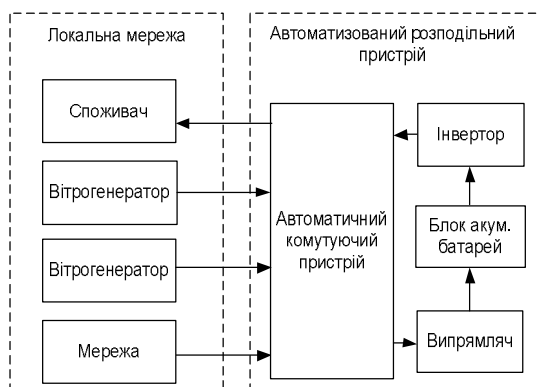 Локальна мережа
Автоматизований розподільний
пристрій
Споживач
Вітрогенератор
Вітрогенератор
Мережа
Автоматичний
комутуючий
пристрій
Інвертор
Блок акум.
батарей
Випрямляч